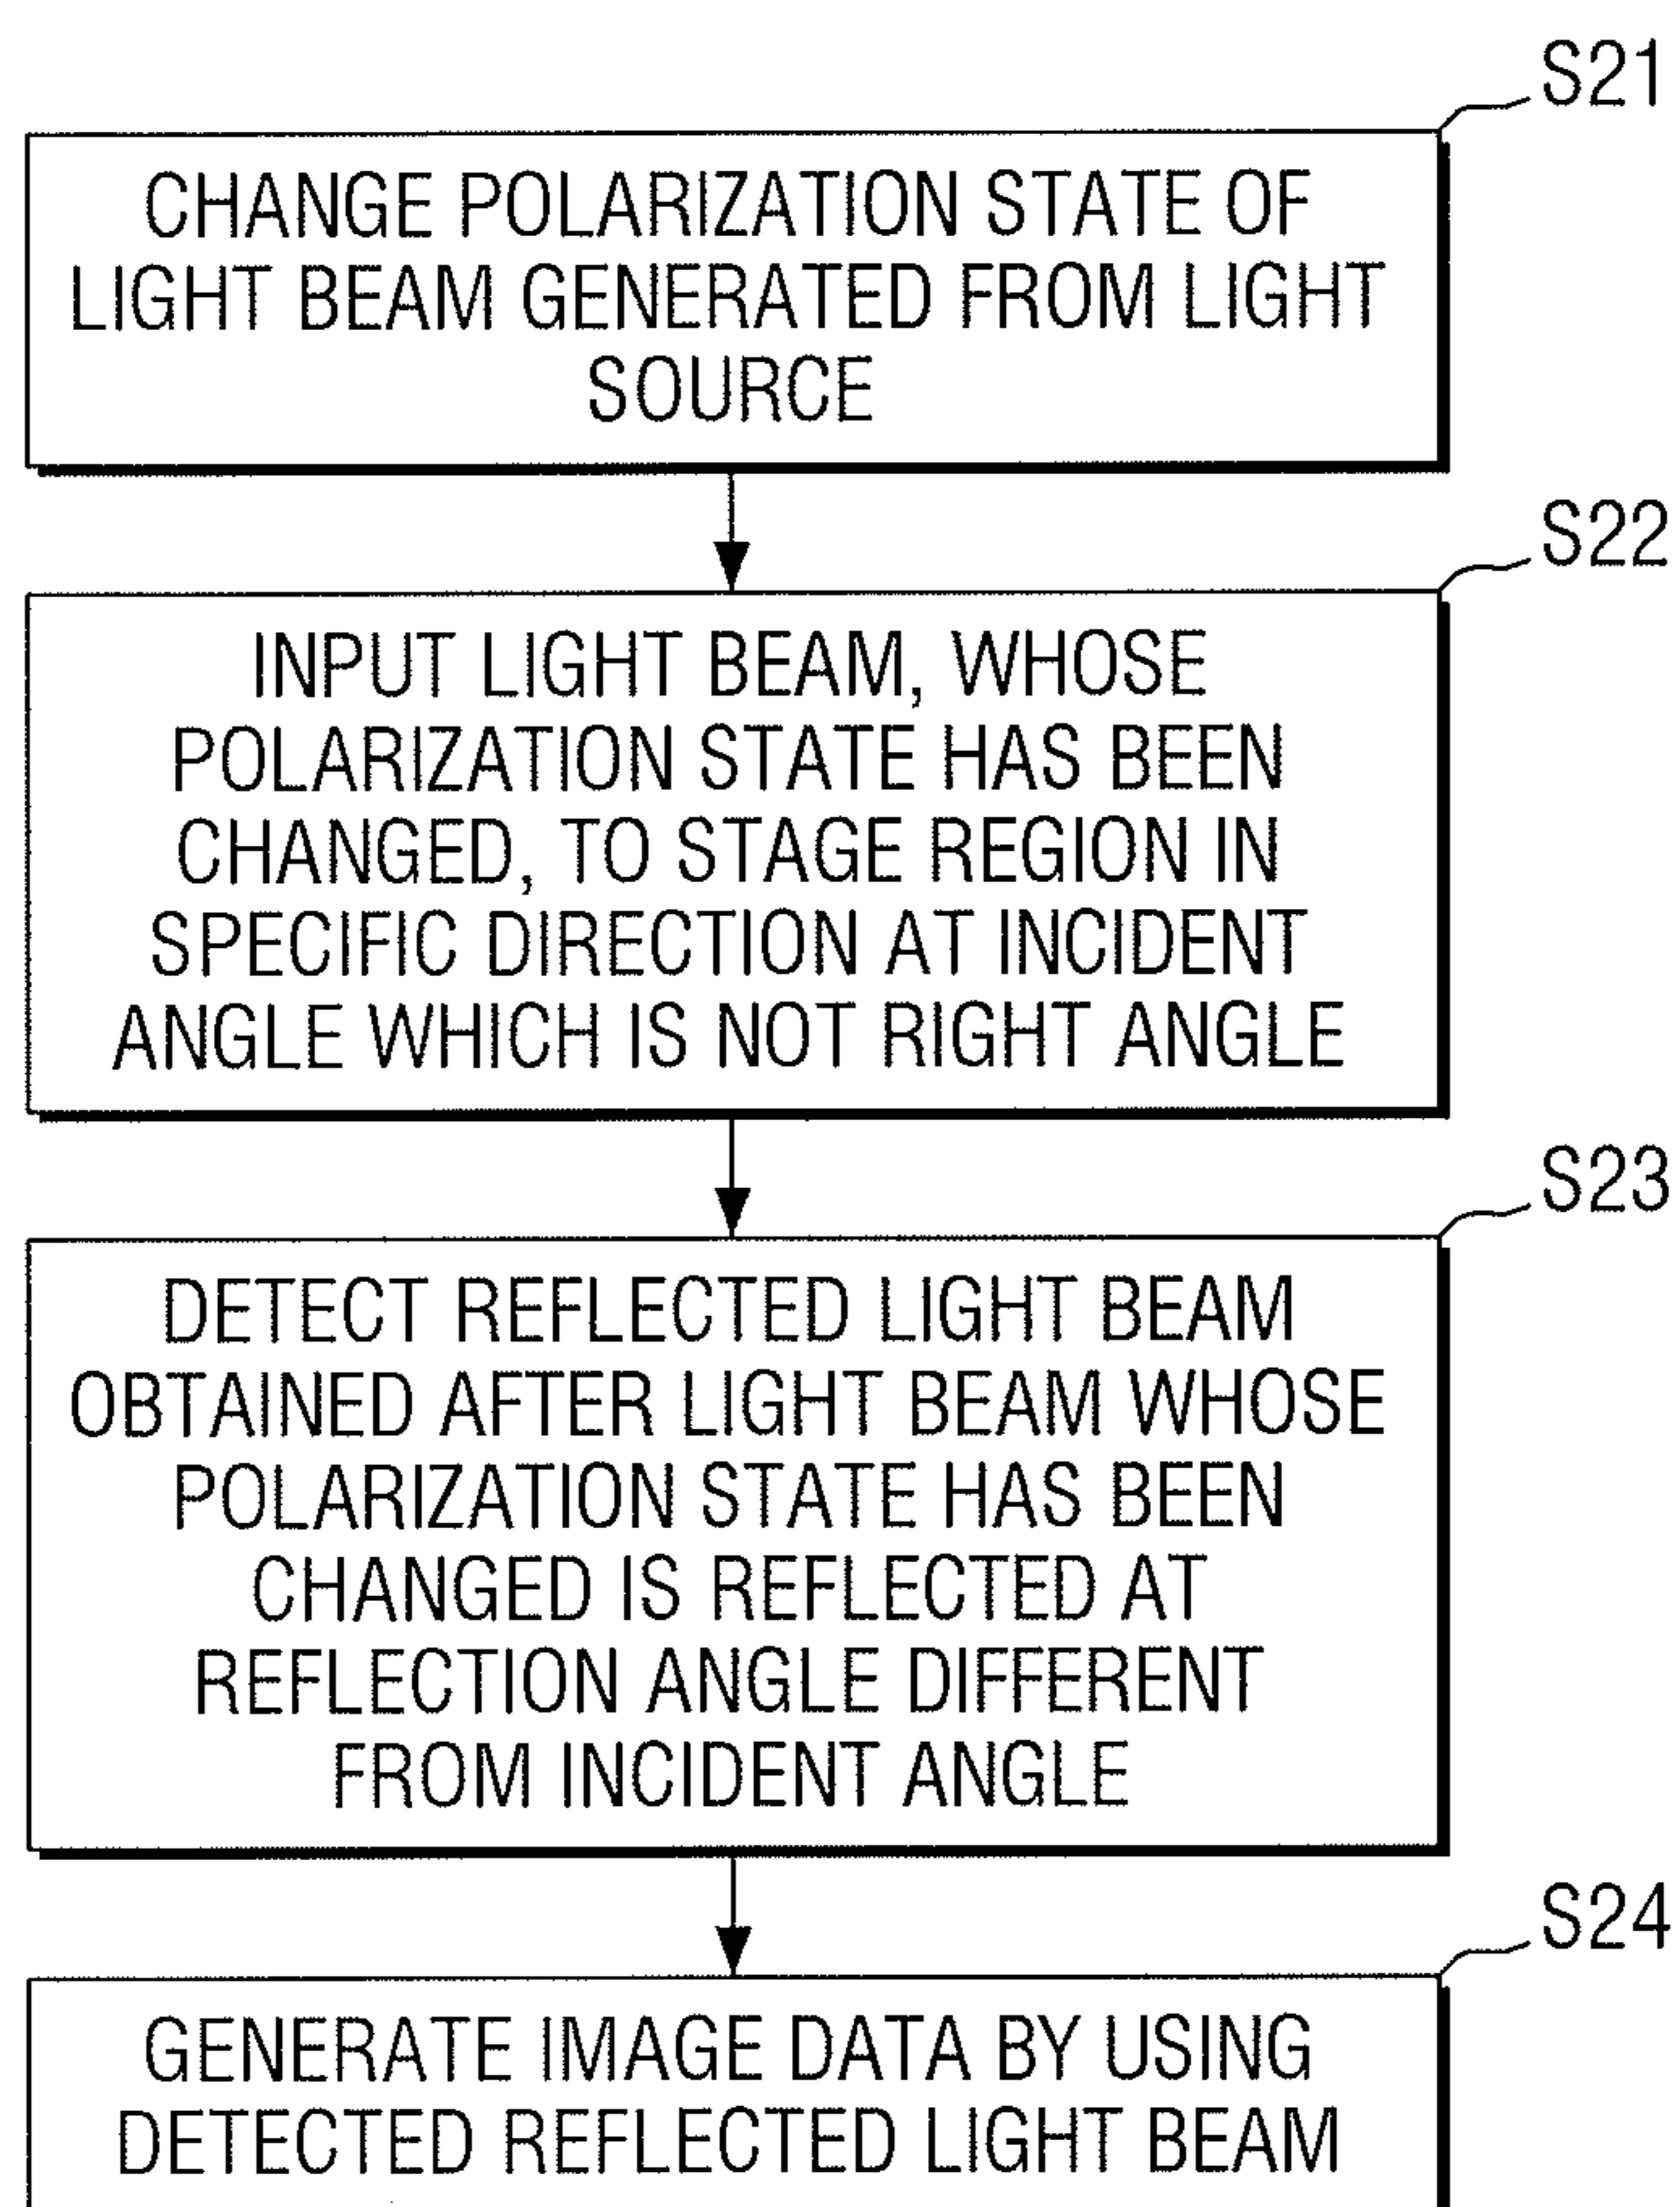 S21
CHANGE POLARIZATION STATE OF
LIGHT BEAM GENERATED FROM LIGHT
SOURCE
S22
INPUT LIGHT BEAM, WHOSE
POLARIZATION STATE HAS BEEN
CHANGED, TO STAGE REGION IN
SPECIFIC DIRECTION AT INCIDENT
ANGLE WHICH IS NOT RIGHT ANGLE
S23
DETECT REFLECTED LIGHT BEAM
OBTAINED AFTER LIGHT BEAM WHOSE
POLARIZATION STATE HAS BEEN
CHANGED IS REFLECTED AT
REFLECTION ANGLE DIFFERENT
FROM INCIDENT ANGLE
S24
GENERATE IMAGE DATA BY USING
DETECTED REFLECTED LIGHT BEAM